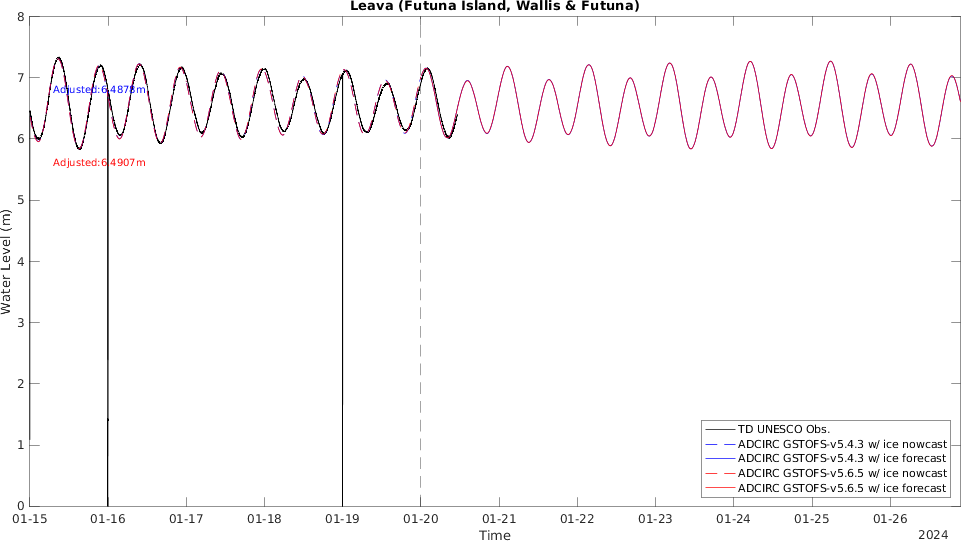 Leava (Futuna Island, Wallis & Futuna)
8
7
6
5
4
3
2
1
0
Water Level (m)
Adjusted:6.4878m
Adjusted:6.4907m
TD UNESCO Obs.
ADCIRC GSTOFS-v5.4.3 w/ ice nowcast
ADCIRC GSTOFS-v5.4.3 w/ ice forecast
ADCIRC GSTOFS-v5.6.5 w/ ice nowcast
ADCIRC GSTOFS-v5.6.5 w/ ice forecast
01-15 01-16 01-17 01-18 01-19 01-20 01-21 01-22 01-23 01-24 01-25 01-26
Time
2024